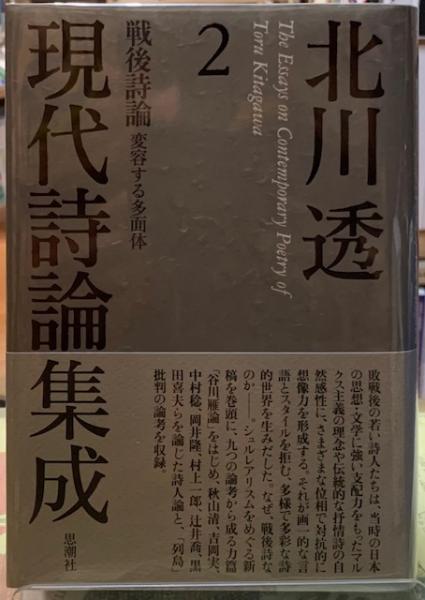 北川透
The Essays on Contemporary Poetry of
Toru Kitagawa
2
戦後詩論 変容する多面体
現代詩論集成
思潮社
敗戦後の若い詩人たちは、当時の日本
の思想・文学に強い支配力をもったマル
クス主義の理念や伝統的な抒情詩の自
然感性に、さまざまな位相で対抗的に
想像力を形成する。それが画一的な言
語とスタイルを拒む、多様で多彩な詩
的世界を生みだした。なぜ、戦後詩な
のか――。シュルレアリスムをめぐる新
稿を巻頭に、九つの論考から成る力篇
「谷川雁論」をはじめ、秋山清、吉岡実、
中村稔、岡井隆、村上一郎、辻井喬、黒
田喜夫らを論じた詩人論と、「列島」
批判の論考を収録。